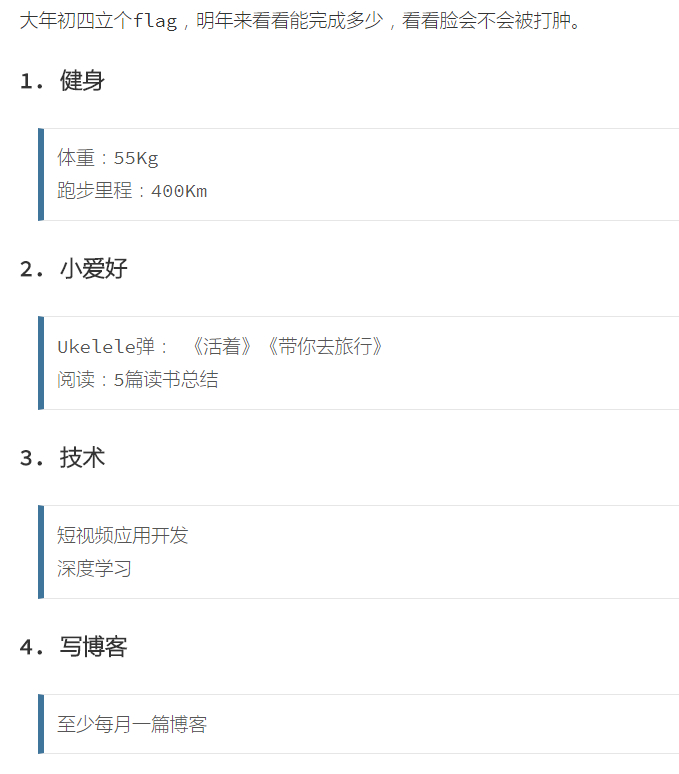 大年初四立个flag，明年来看看能完成多少，看看脸会不会被打肿。
1. 健身
体重：55Kg
跑步里程：400Km
2. 小爱好
Ukelele弹： 《活着》《带你去旅行》
阅读：5篇读书总结
3. 技术
短视频应用开发
深度学习
4. 写博客
至少每月一篇博客